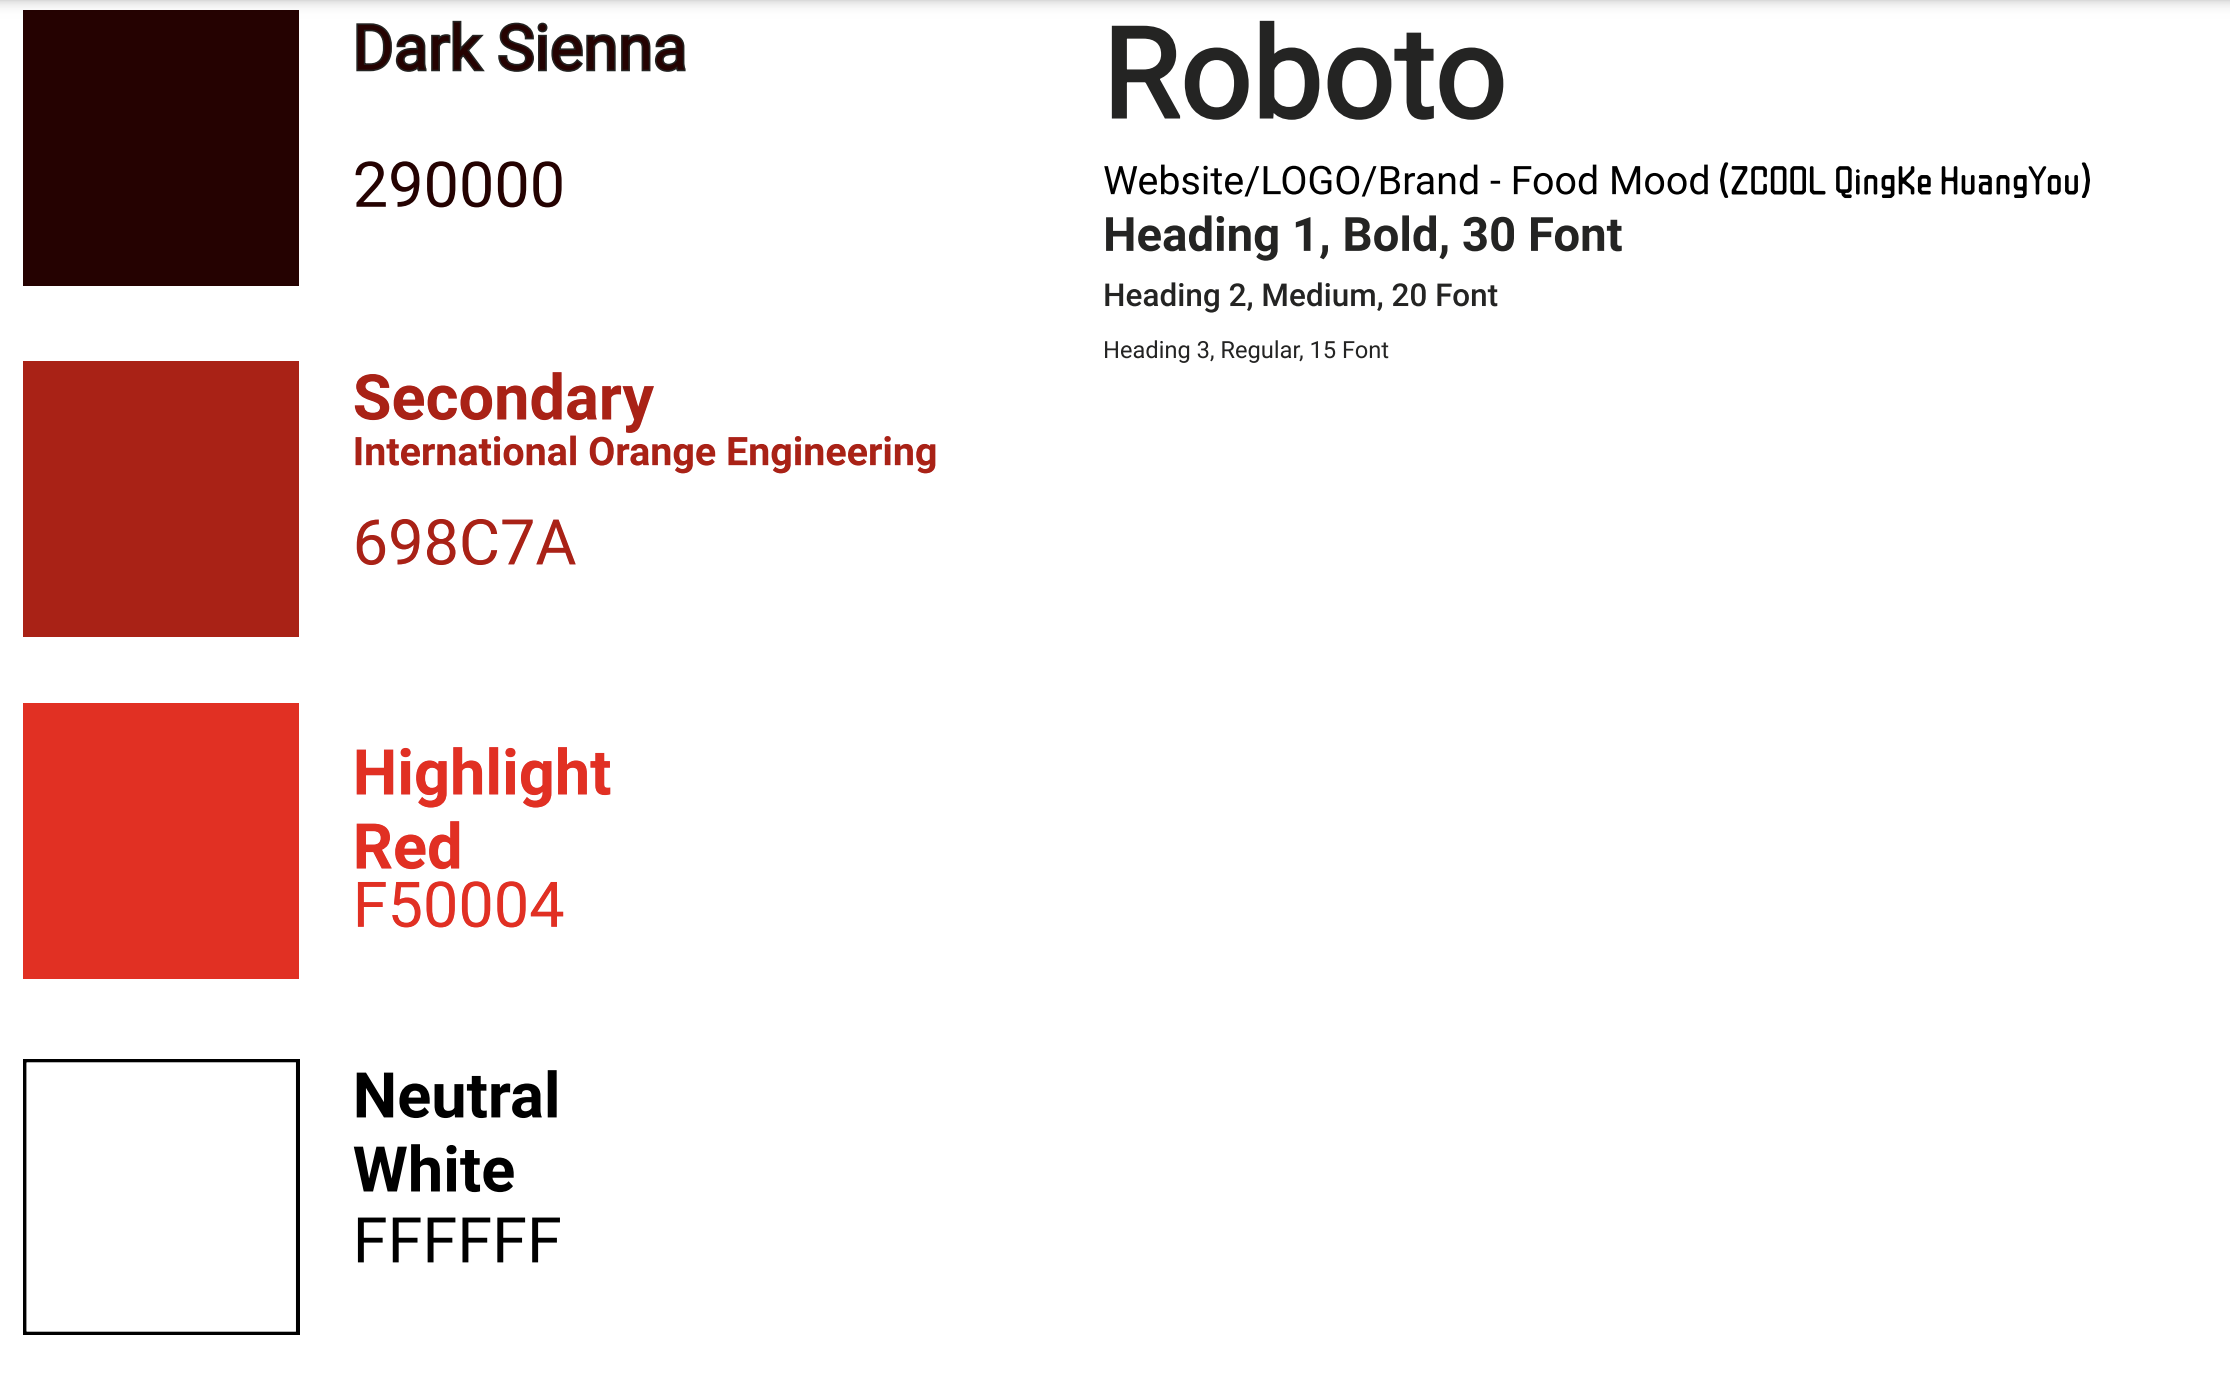 Dark Sienna
290000
Secondary
International Orange Engineering
698C7A
Highlight
Red
F50004
Neutral
White
FFFFFF
Roboto
Website/LOGO/Brand - Food Mood (ZCOOL QingKe HuangYou)
Heading 1, Bold, 30 Font
Heading 2, Medium, 20 Font
Heading 3, Regular, 15 Font